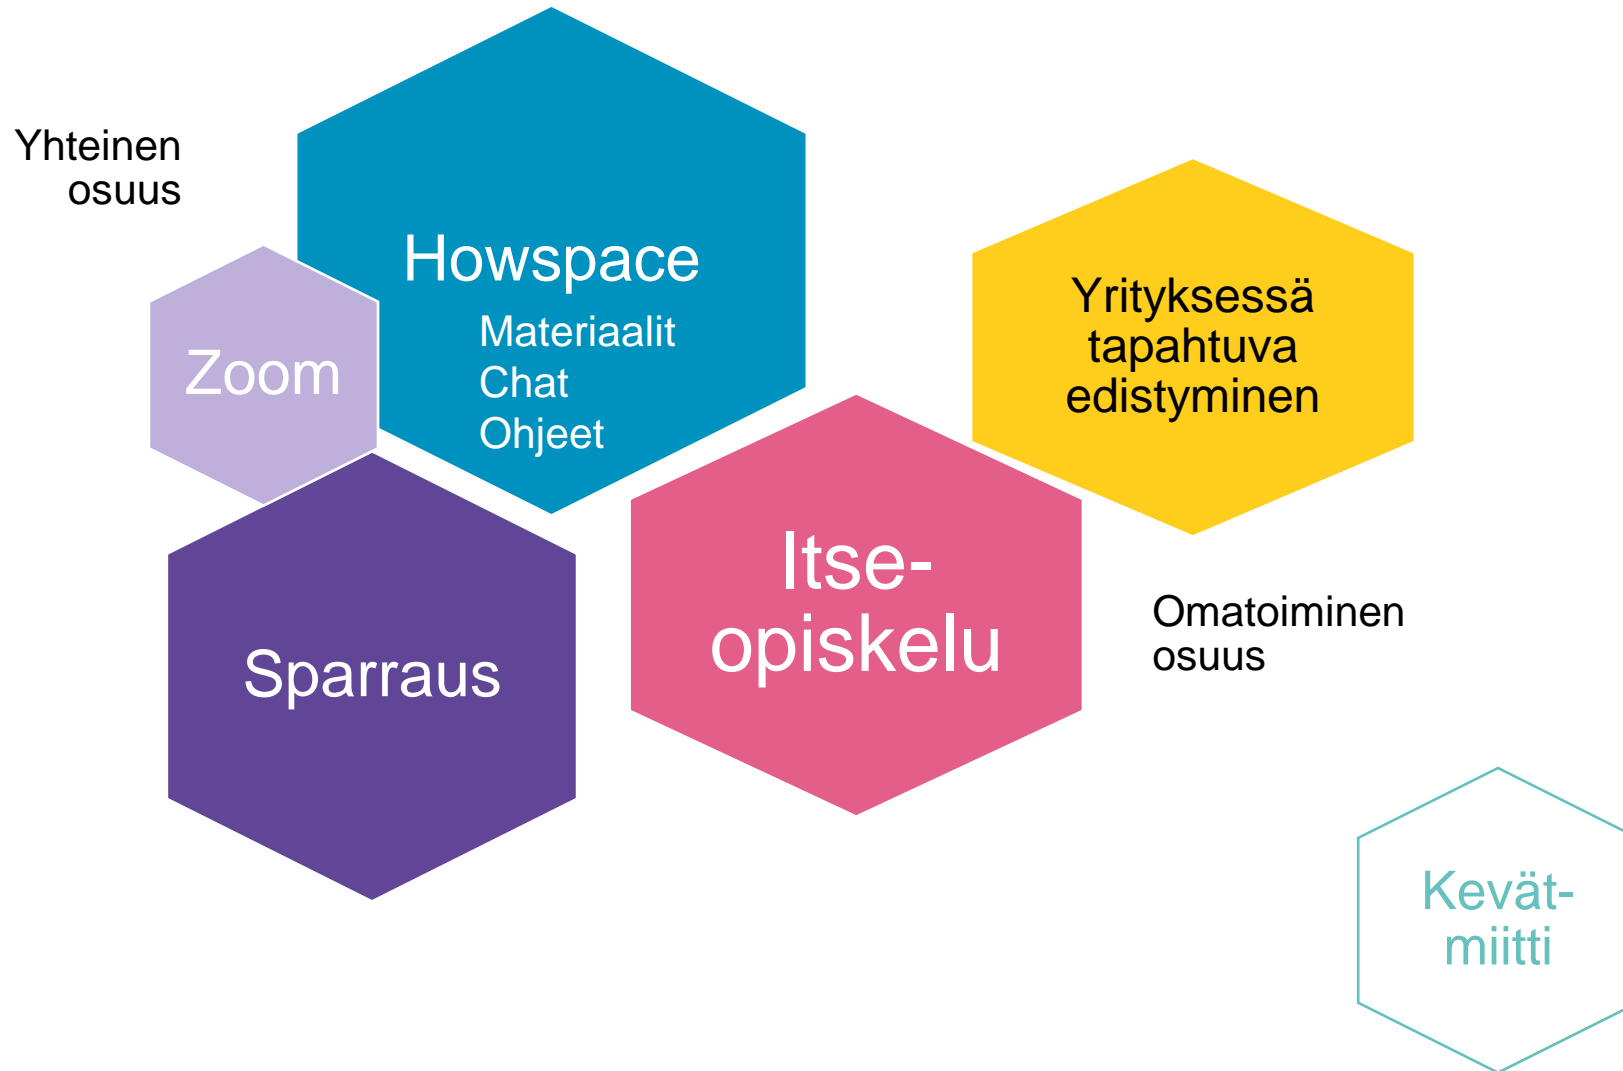 Yhteinen
osuus
Howspace
Materiaalit
Chat
Ohjeet
Zoom
Sparraus
Itse-
opiskelu
Yrityksessä
tapahtuva
edistyminen
Omatoiminen
osuus
Kevät-
miitti